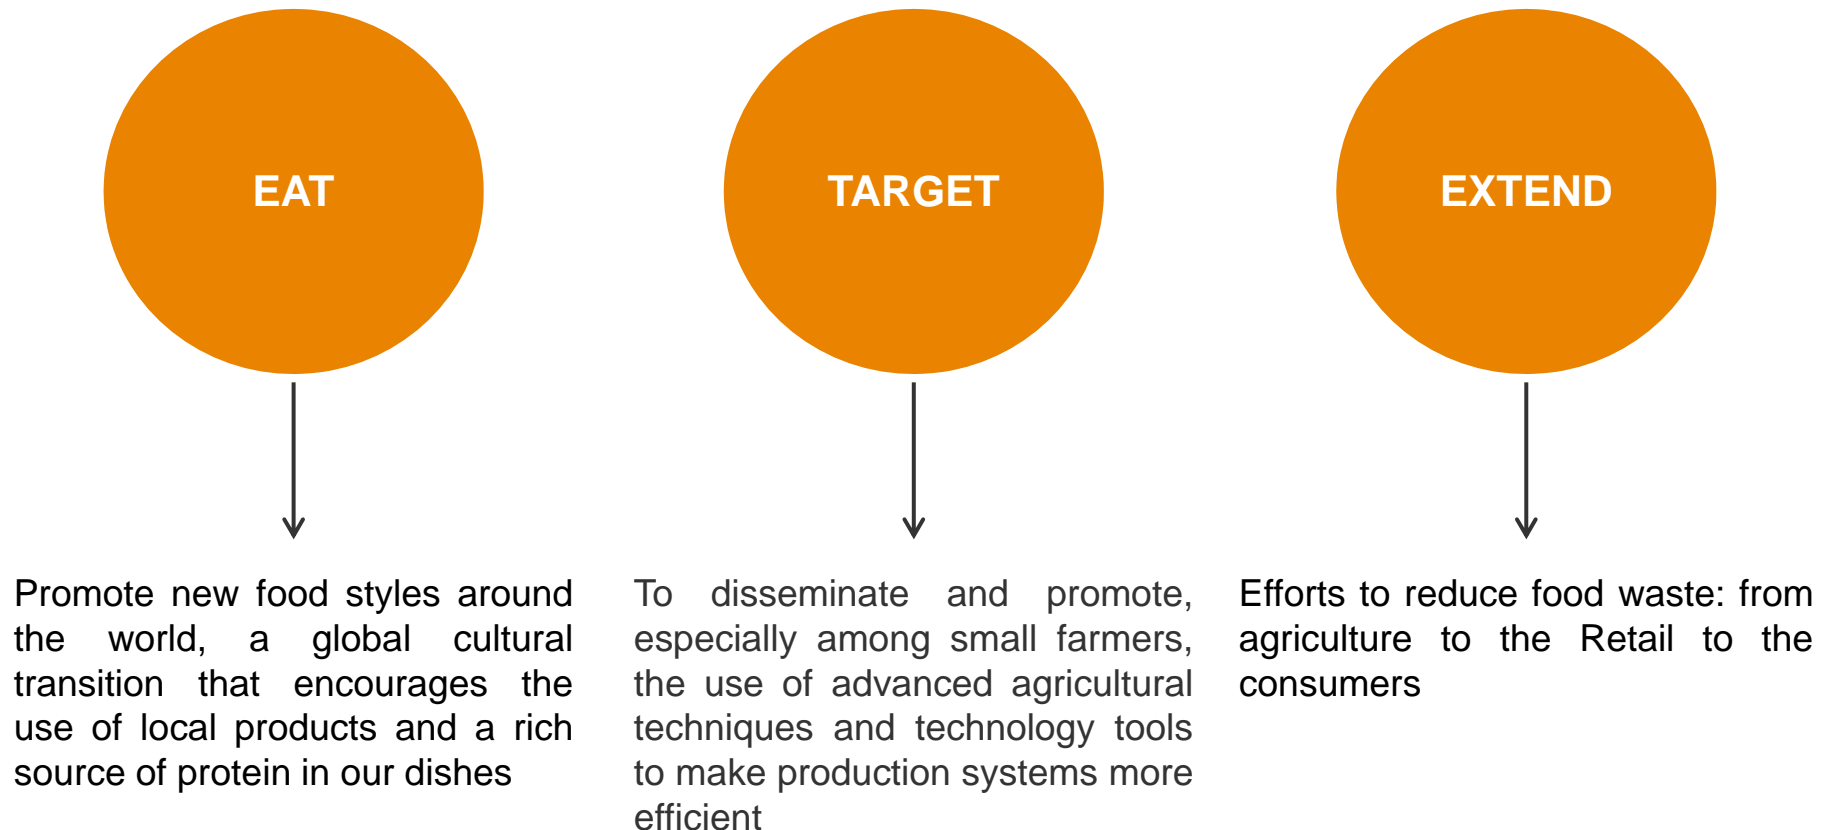 EAT
TARGET
EXTEND
Promote new food styles around
the world, a global cultural
transition that encourages the
use of local products and a rich
source of protein in our dishes
To disseminate and promote,
especially among small farmers,
the use of advanced agricultural
techniques and technology tools
to make production systems more
efficient
Efforts to reduce food waste: from
agriculture to the Retail to the
consumers